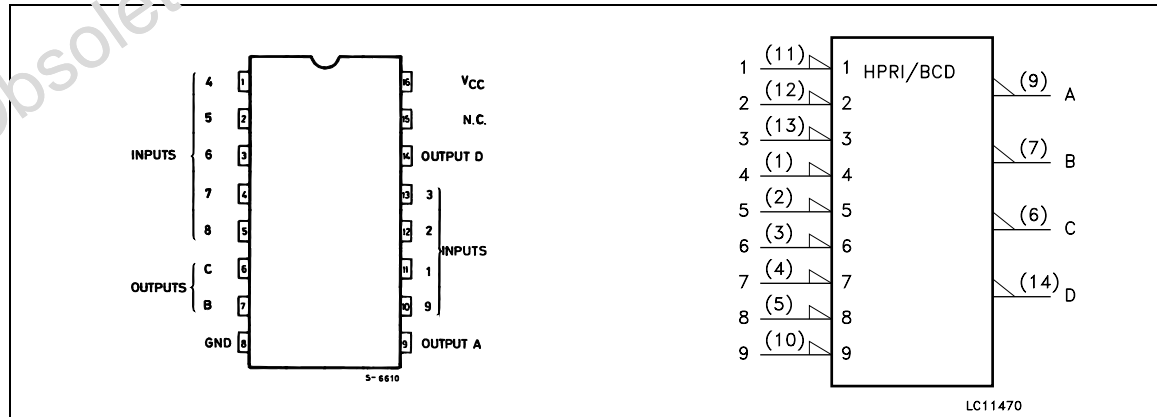 Obsolet
4 1 16 VCC
5 2 15 N.C.
INPUTS 6 3 14 OUTPUT D
7 4 13 3
8 5 12 2
INPUTS
C 6 11 1
OUTPUTS
B 7 10 9
GND 8 9 OUTPUT A
S-6610
HPRI/BCD
1 (11) 1
2 (12) 2
3 (13) 3
4 (1) 4
5 (2) 5
6 (3) 6
7 (4) 7
8 (5) 8
9 (10) 9
(9) A
(7) B
(6) C
(14) D
LC11470